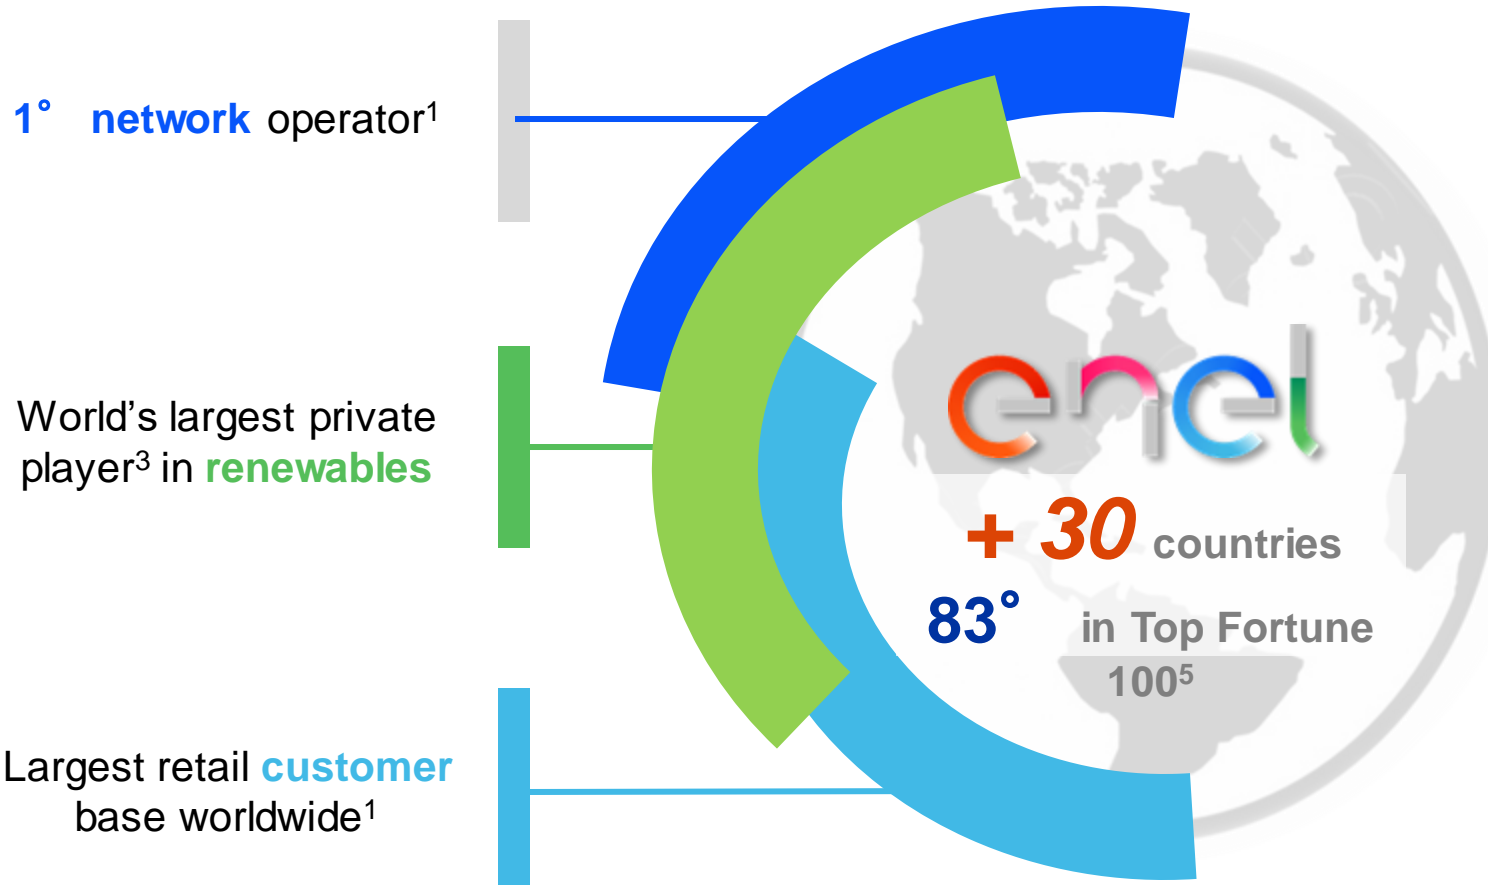 1° network operator¹
World's largest private
player³ in renewables
Largest retail customer
base worldwide¹
enel
+ 30 countries
83° in Top Fortune
100⁵